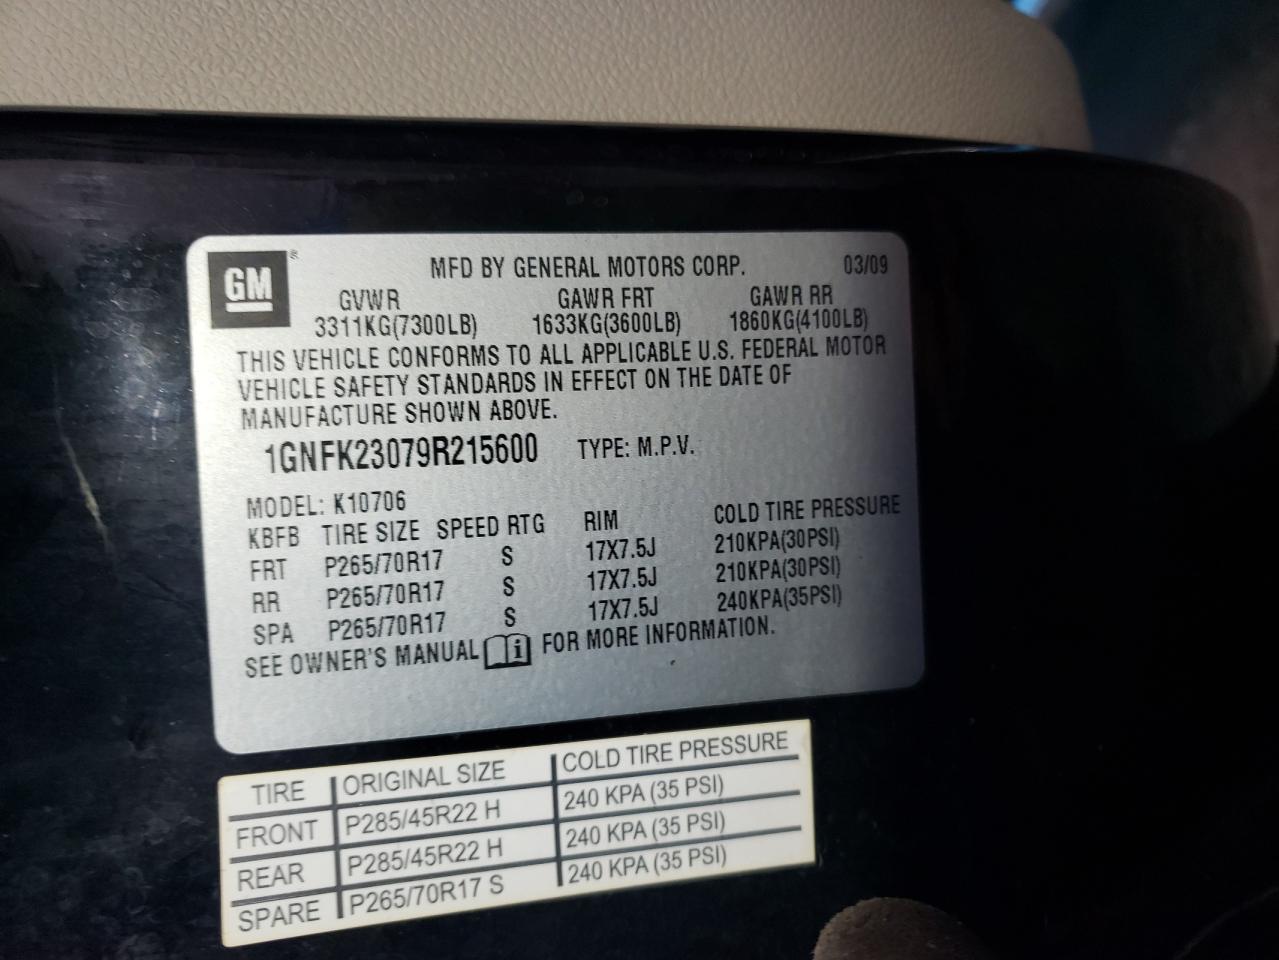 GM ® MFD BY GENERAL MOTORS CORP. 03/09
GVWR GAWR FRT GAWR RR
3311KG(7300LB) 1633KG(3600LB) 1860KG(4100LB)
THIS VEHICLE CONFORMS TO ALL APPLICABLE U.S. FEDERAL MOTOR
VEHICLE SAFETY STANDARDS IN EFFECT ON THE DATE OF
MANUFACTURE SHOWN ABOVE.
1GNFK23079R215600 TYPE: M.P.V.
MODEL: K10706
KBFB TIRE SIZE SPEED RTG RIM COLD TIRE PRESSURE
FRT P265/70R17 S 17X7.5J 210KPA(30PSI)
RR P265/70R17 S 17X7.5J 210KPA(30PSI)
SPA P265/70R17 S 17X7.5J 240KPA(35PSI)
SEE OWNER'S MANUAL i FOR MORE INFORMATION.
TIRE ORIGINAL SIZE COLD TIRE PRESSURE
FRONT P285/45R22 H 240 KPA (35 PSI)
REAR P285/45R22 H 240 KPA (35 PSI)
SPARE P265/70R17 S 240 KPA (35 PSI)